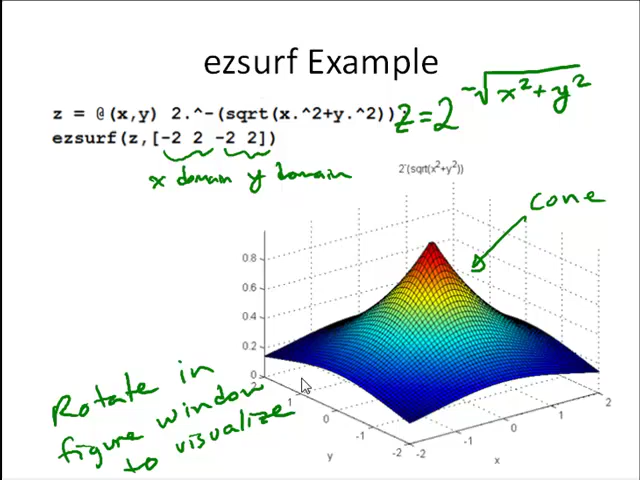 ezsurf Example
z = @(x,y) 2.^-(sqrt(x.^2+y.^2));
ezsurf(z,[-2 2 -2 2])
z=2^-√x²+y²
x domain y domain
2⁻(sqrt(x²+y²))
cone
0.8
0.6
0.4
0.2
0
2
1
0
-1
-2
y
-2
-1
0
1
2
x
Rotate in
figure window
to visualize